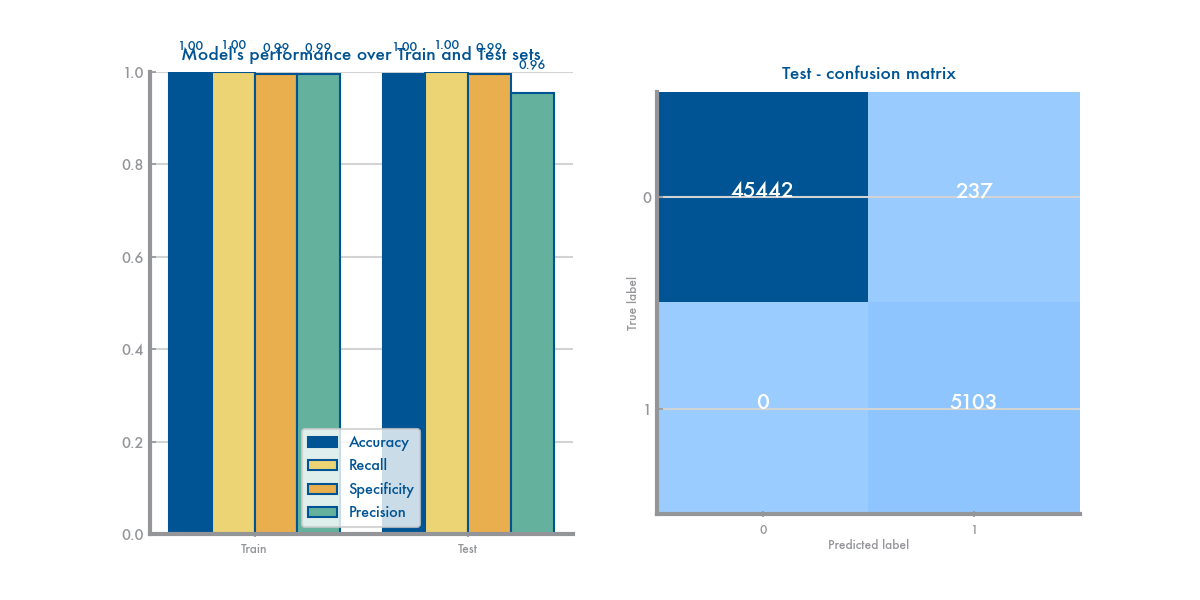 1.00 1.00 0.99 0.99 1.00 1.00 0.99 0.96
Model's performance over Train and Test sets
1.0
0.8
0.6
0.4
0.2
0.0
Accuracy
Recall
Specificity
Precision
Train Test
Test - confusion matrix
True label
0
45442 237
1
0 5103
0 1
Predicted label